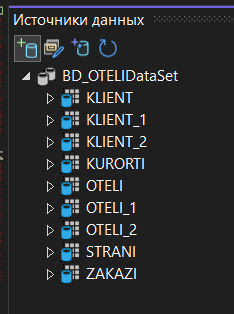 Источники данных
BD_OTELIDataSet
KLIENT
KLIENT_1
KLIENT_2
KURORTI
OTELI
OTELI_1
OTELI_2
STRANI
ZAKAZI